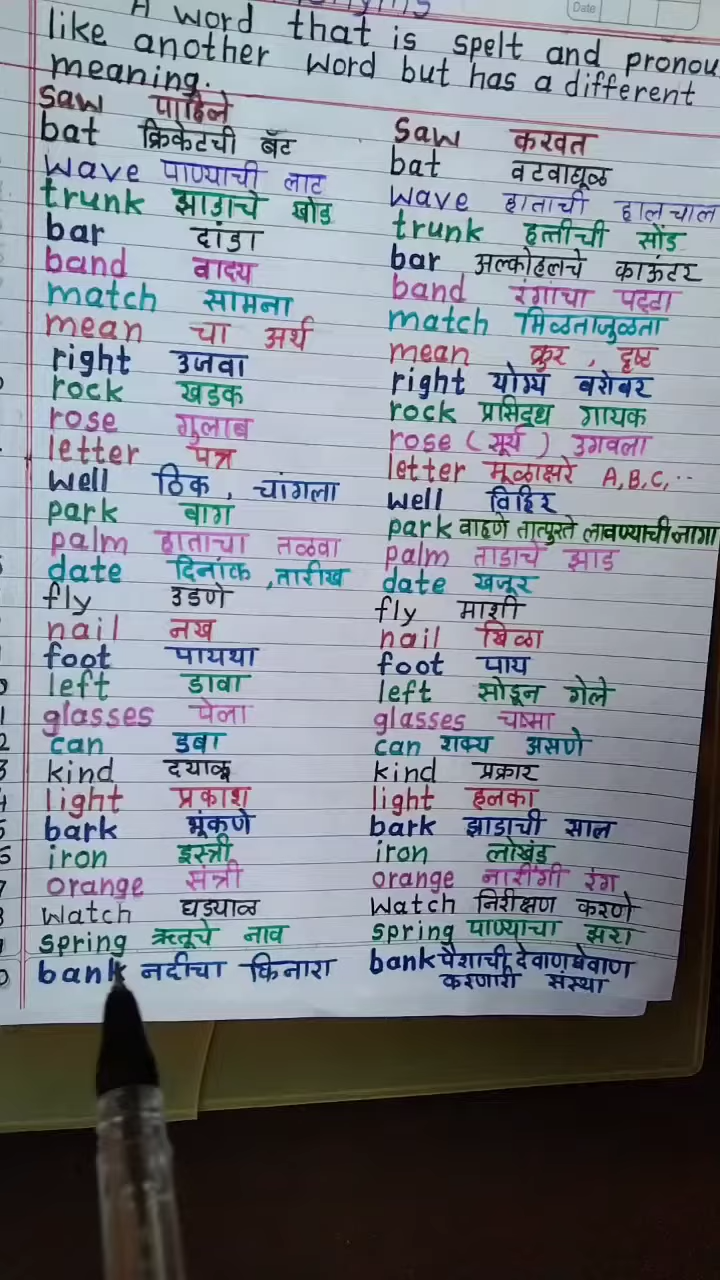 Date
A word that is spelt and pronou
like another word but has a different
meaning.
saw पाहिले saw करवत
bat क्रिकेटची बॅट bat वटवाघूळ
wave पाण्याची लाट wave हाताची हालचाल
trunk झाडाचे खोड trunk हत्तीची सोंड
bar दांडा bar अल्कोहलचे काऊंटर
band वाद्य band रंगांचा पट्टा
match सामना match मिळताजुळता
mean चा अर्थ mean क्रुर , दृष्ट
right उजवा right योग्य बरोबर
rock खडक rock प्रसिद्ध गायक
rose गुलाब rose (सूर्य) उगवला
letter पत्र letter मूळाक्षरे A,B,C,..
well ठिक , चांगला well विहिर
park बाग park वाहणे तात्पुरते लावण्याची जागा
palm हाताचा तळवा palm ताडाचे झाड
date दिनांक ,तारीख date खजूर
fly उडणे fly माशी
nail नख nail खिळा
foot पायथा foot पाय
left डावा left सोडून गेले
glasses पेला glasses चष्मा
can डबा can शक्य असणे
kind दयाळू kind प्रकार
light प्रकाश light हलका
bark भूंकणे bark झाडाची साल
iron इस्त्री iron लोखंड
orange संत्री orange नारींगी रंग
watch घड्याळ watch निरीक्षण करणे
spring ऋतूचे नाव spring पाण्याचा झरा
bank नदीचा किनारा bank पैशाची देवाणघेवाण
करणारी संस्था